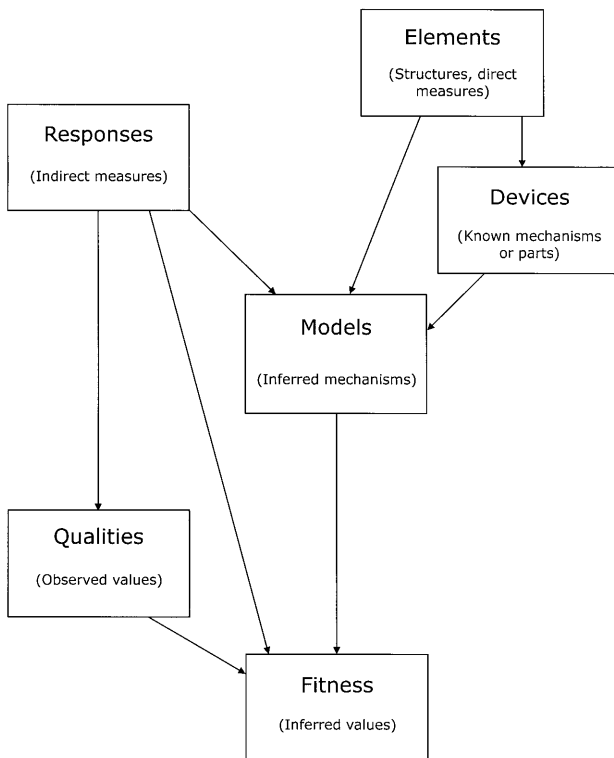 Elements
(Structures, direct
measures)
Responses
(Indirect measures)
Devices
(Known mechanisms
or parts)
Models
(Inferred mechanisms)
Qualities
(Observed values)
Fitness
(Inferred values)